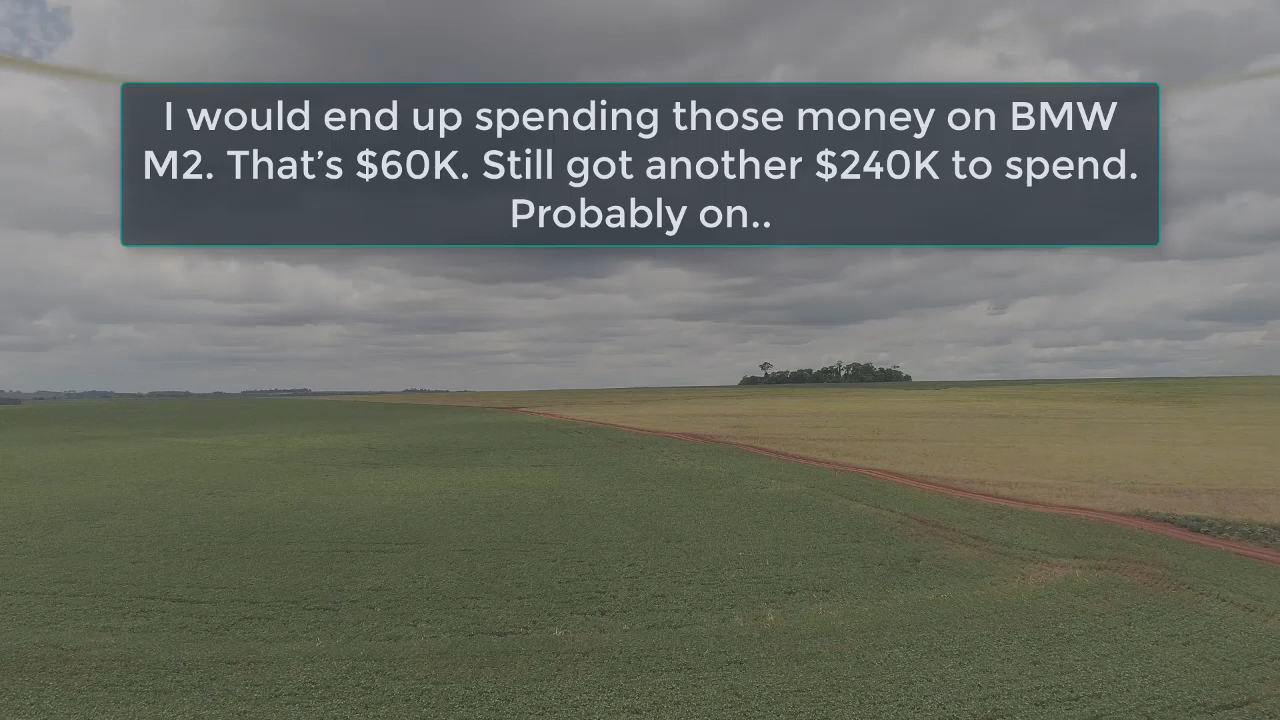 I would end up spending those money on BMW
M2. That’s $60K. Still got another $240K to spend.
Probably on..